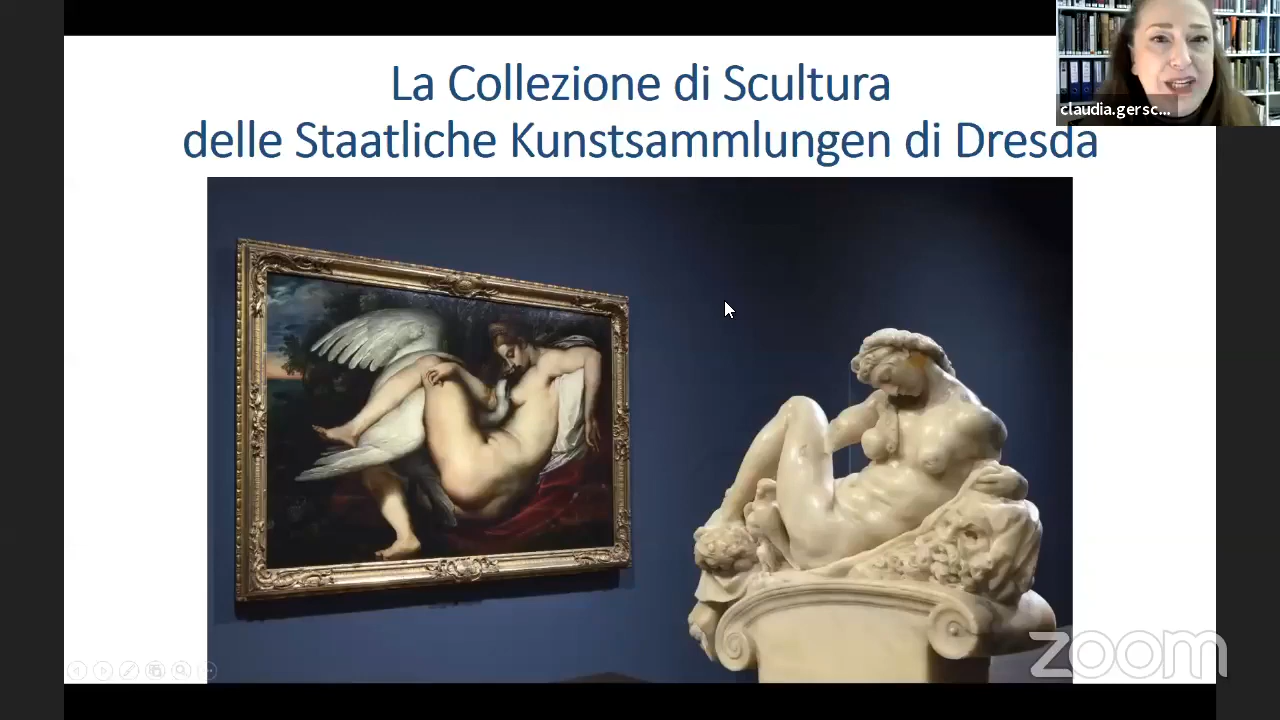 La Collezione di Scultura
delle Staatliche Kunstsammlungen di Dresda
claudia.gersc...
zoom